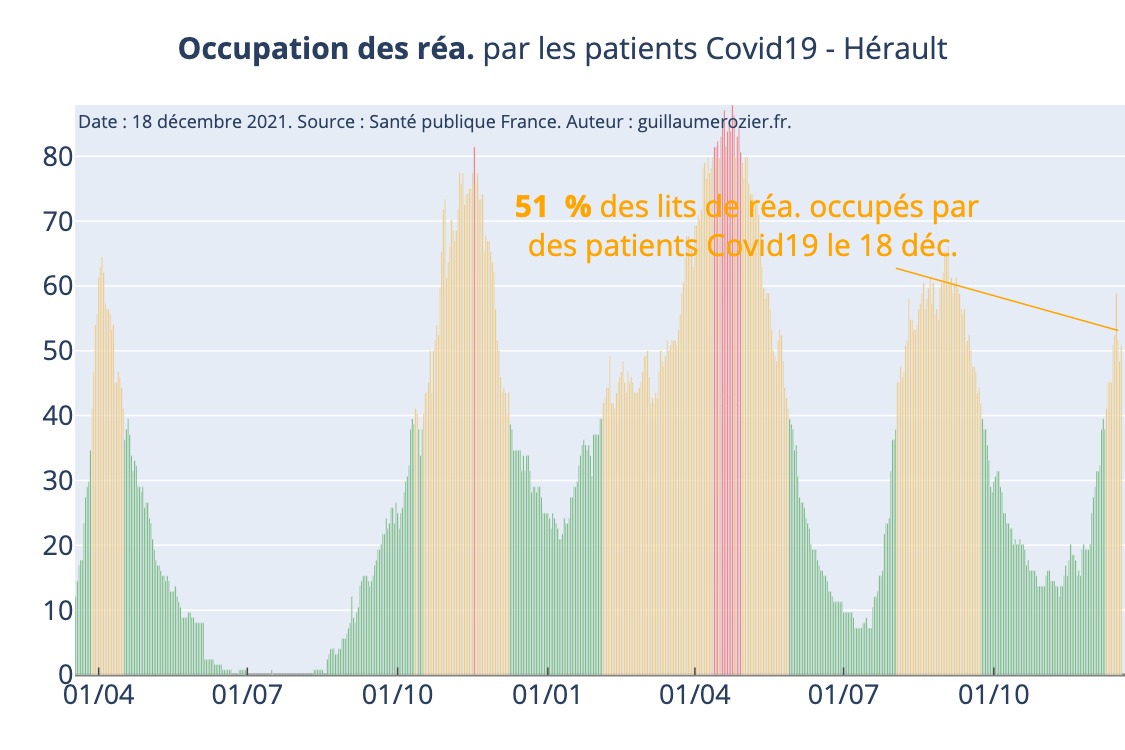 Occupation des réa. par les patients Covid19 - Hérault
Date : 18 décembre 2021. Source : Santé publique France. Auteur : guillaumerozier.fr.
80
51 % des lits de réa. occupés par
70
des patients Covid19 le 18 déc.
60
50
40
30
20
10
0
01/04 01/07 01/10 01/01 01/04 01/07 01/10